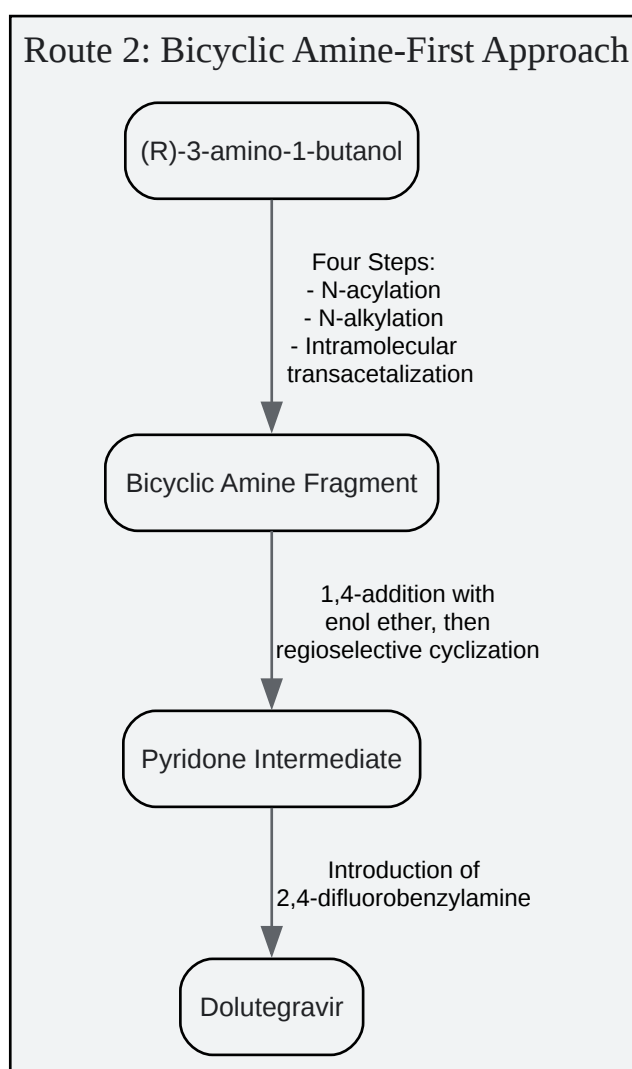 Route 2: Bicyclic Amine-First Approach
(R)-3-amino-1-butanol
Four Steps:
- N-acylation
- N-alkylation
- Intramolecular
transacetalization
Bicyclic Amine Fragment
1,4-addition with
enol ether, then
regioselective cyclization
Pyridone Intermediate
Introduction of
2,4-difluorobenzylamine
Dolutegravir